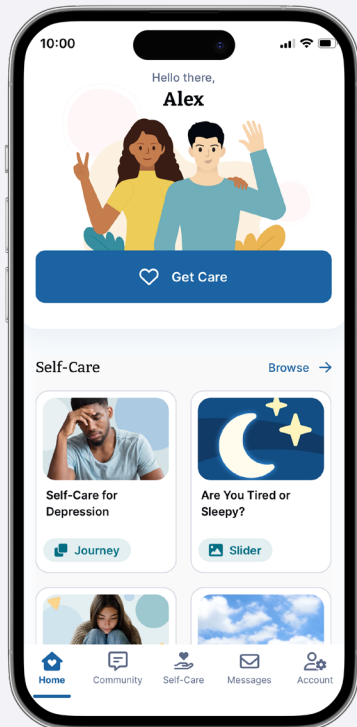 10:00
Hello there,
Alex
Get Care
Self-Care
Browse
Self-Care for
Depression
Journey
Are You Tired or
Sleepy?
Slider
Home
Community
Self-Care
Messages
Account